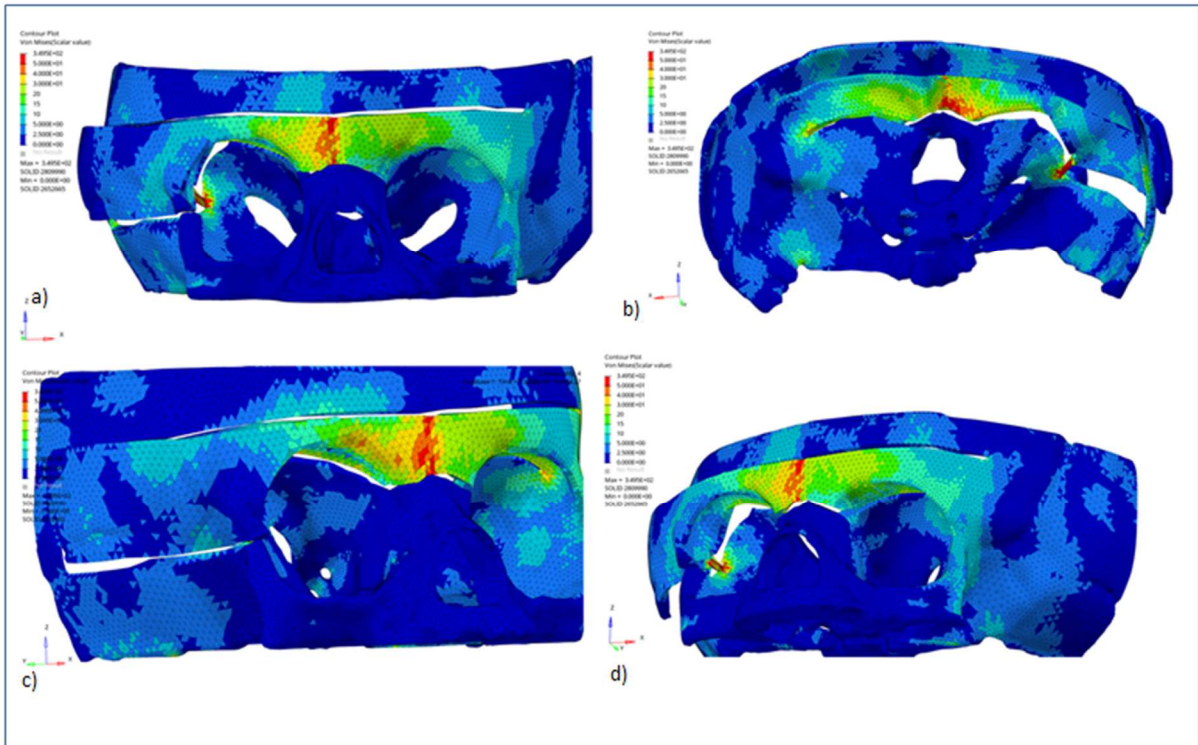 Contour Plot
Von Mises(Scalar value)
3.495E+02
5.000E+01
4.000E+01
3.000E+01
20
15
10
5.000E+00
2.500E+00
0.000E+00
No Result
Max = 3.495E+02
SOLID 2809990
Min = 0.000E+00
SOLID 2652665
a)
Z
Y
X
Contour Plot
Von Mises(Scalar value)
3.495E+02
5.000E+01
4.000E+01
3.000E+01
20
15
10
5.000E+00
2.500E+00
0.000E+00
No Result
Max = 3.495E+02
SOLID 2809990
Min = 0.000E+00
SOLID 2652665
b)
Z
X
Contour Plot
c)
Z
Y
X
Contour Plot
Von Mises(Scalar value)
3.495E+02
5.000E+01
4.000E+01
3.000E+01
20
15
10
5.000E+00
2.500E+00
0.000E+00
No Result
Max = 3.495E+02
SOLID 2809990
Min = 0.000E+00
SOLID 2652665
d)
Z
X
Y